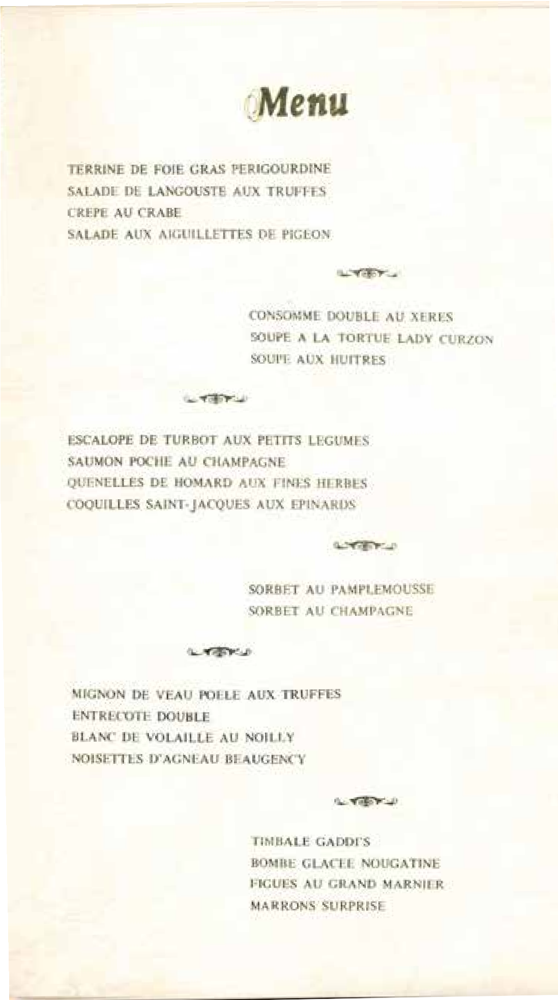 Menu
TERRINE DE FOIE GRAS PERIGOURDINE
SALADE DE LANGOUSTE AUX TRUFFES
CREPE AU CRABE
SALADE AUX AIGUILLETTES DE PIGEON
CONSOMME DOUBLE AU XERES
SOUPE A LA TORTUE LADY CURZON
SOUPE AUX HUITRES
ESCALOPE DE TURBOT AUX PETITS LEGUMES
SAUMON POCHE AU CHAMPAGNE
QUENELLES DE HOMARD AUX FINES HERBES
COQUILLES SAINT-JACQUES AUX EPINARDS
SORBET AU PAMPLEMOUSSE
SORBET AU CHAMPAGNE
MIGNON DE VEAU POELE AUX TRUFFES
ENTRECOTE DOUBLE
BLANC DE VOLAILLE AU NOILLY
NOISETTES D'AGNEAU BEAUGENCY
TIMBALE GADDI'S
BOMBE GLACEE NOUGATINE
FIGUES AU GRAND MARNIER
MARRONS SURPRISE